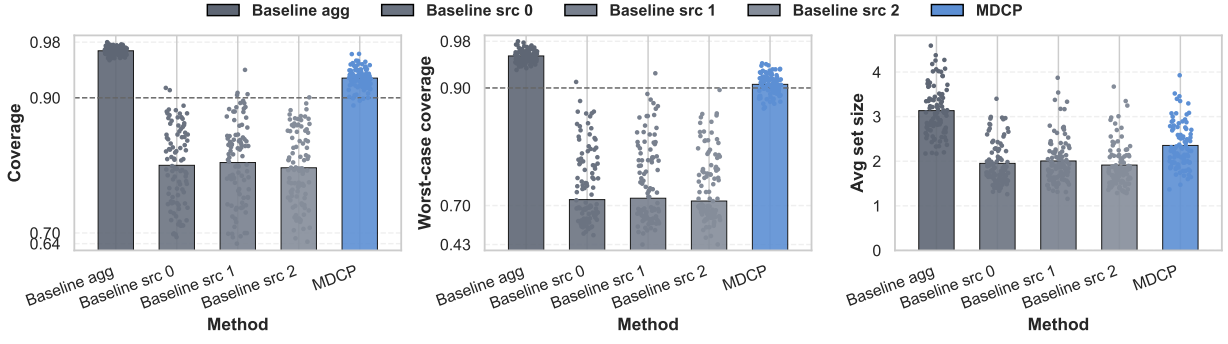 Baseline agg Baseline src 0 Baseline src 1 Baseline src 2 MDCP
Coverage
0.98
0.90
0.70
0.64
Baseline agg Baseline src 0 Baseline src 1 Baseline src 2 MDCP
Method
Worst-case coverage
0.98
0.90
0.70
0.43
Baseline agg Baseline src 0 Baseline src 1 Baseline src 2 MDCP
Method
Avg set size
4
3
2
1
0
Baseline agg Baseline src 0 Baseline src 1 Baseline src 2 MDCP
Method